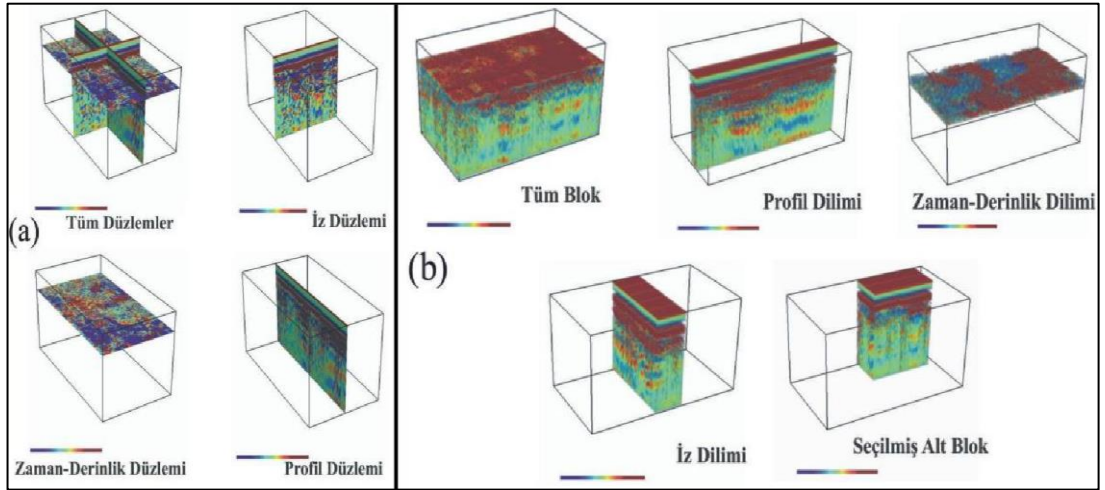 Tüm Düzlemler
İz Düzlemi
(a)
Zaman-Derinlik Düzlemi
Profil Düzlemi
Tüm Blok
Profil Dilimi
Zaman-Derinlik Dilimi
(b)
İz Dilimi
Seçilmiş Alt Blok